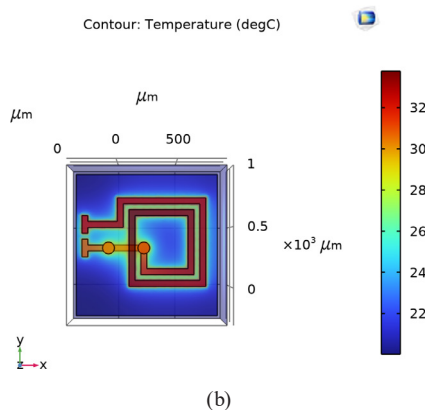 Contour: Temperature (degC)
μm
μm
0
0
500
1
0.5
0
×10³ μm
32
30
28
26
24
22
y
z
x
(b)